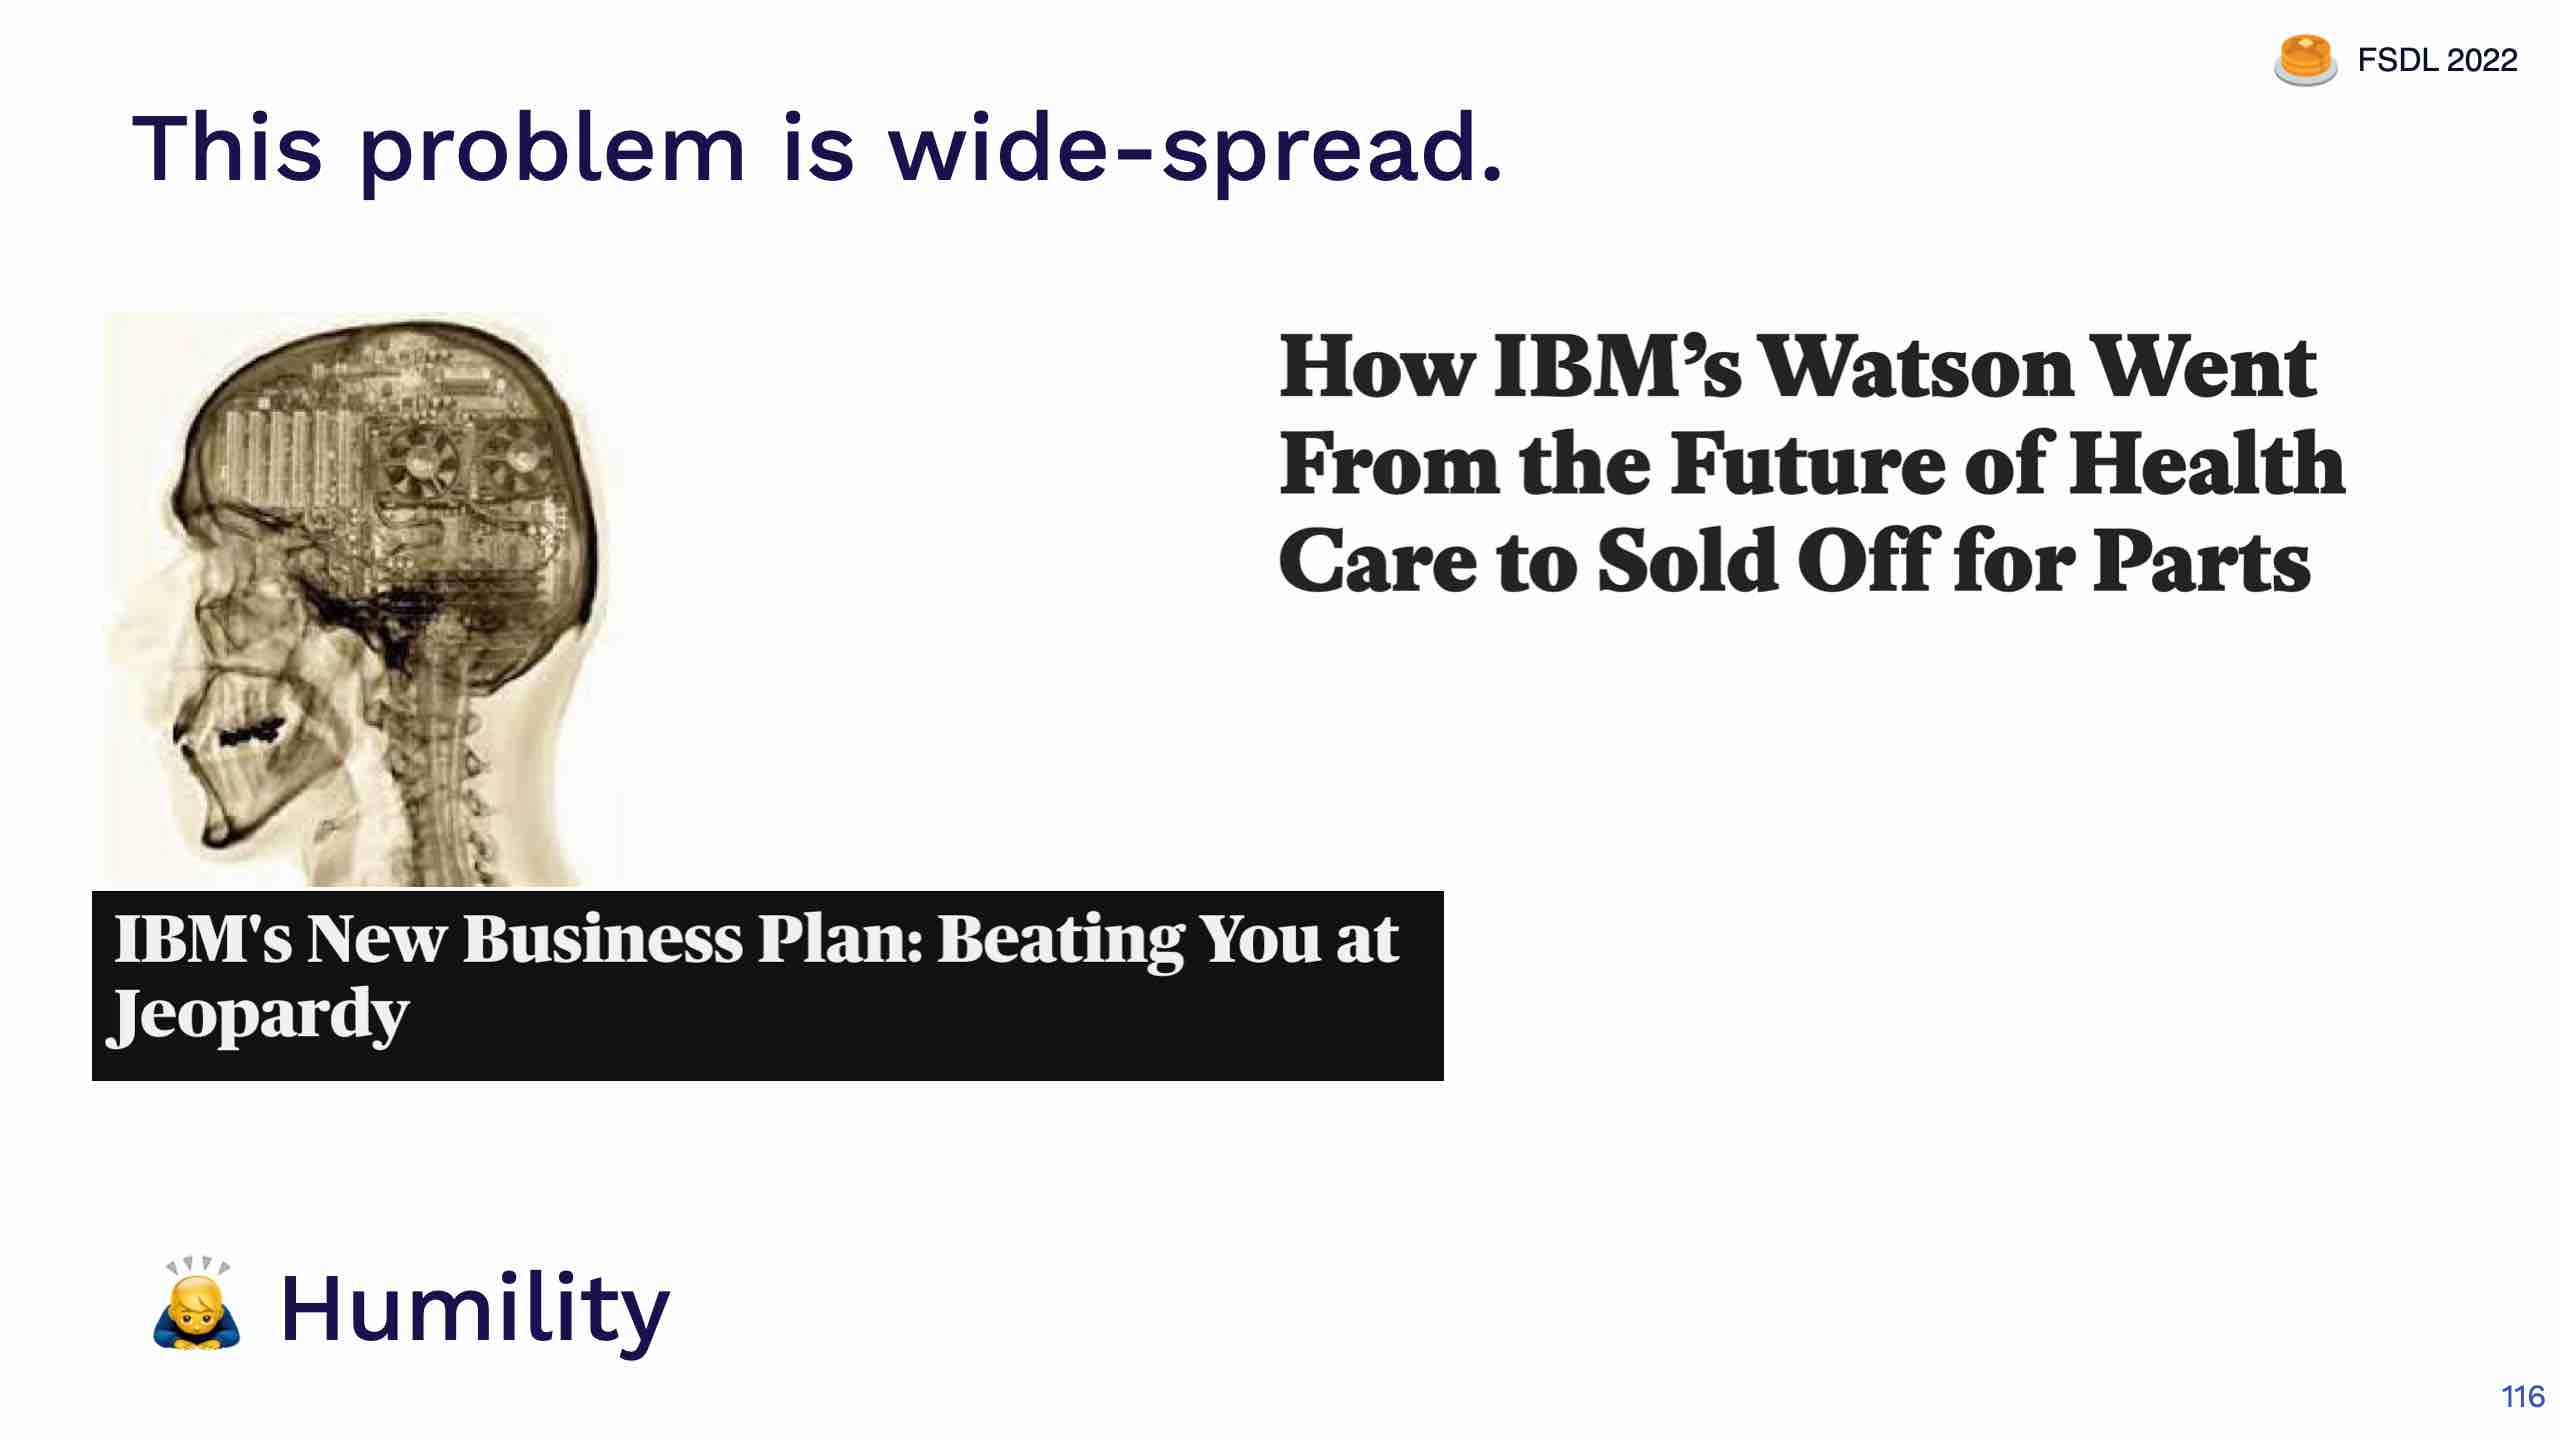 FSDL 2022
This problem is wide-spread.
How IBM’s Watson Went
From the Future of Health
Care to Sold Off for Parts
IBM's New Business Plan: Beating You at
Jeopardy
Humility
116